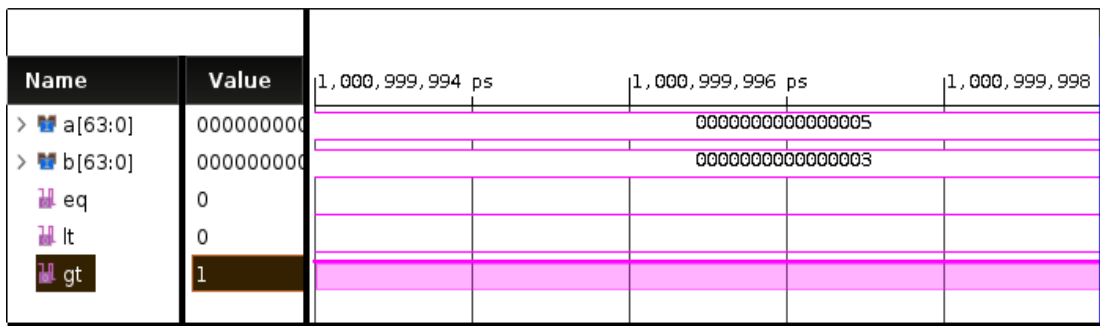 Name Value 1,000,999,994 ps 1,000,999,996 ps 1,000,999,998
a[63:0] 000000000 0000000000000005
b[63:0] 000000000 0000000000000003
eq 0
lt 0
gt 1